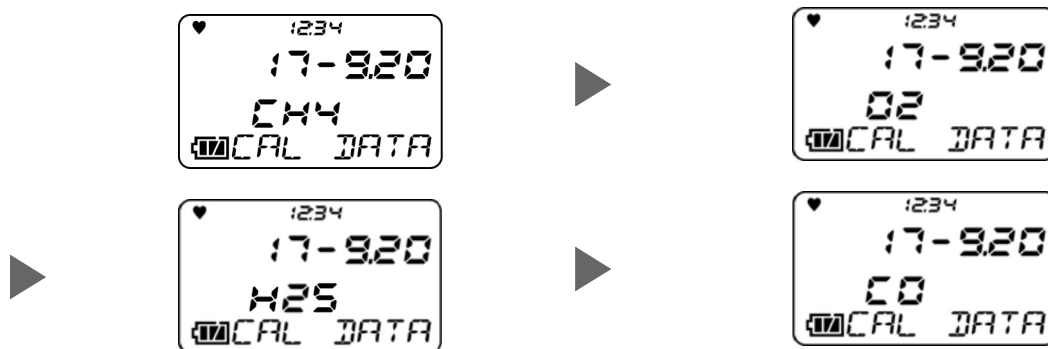 12:34
17-9.20
CH4
CAL DATA
12:34
17-9.20
O2
CAL DATA
12:34
17-9.20
H2S
CAL DATA
12:34
17-9.20
CO
CAL DATA